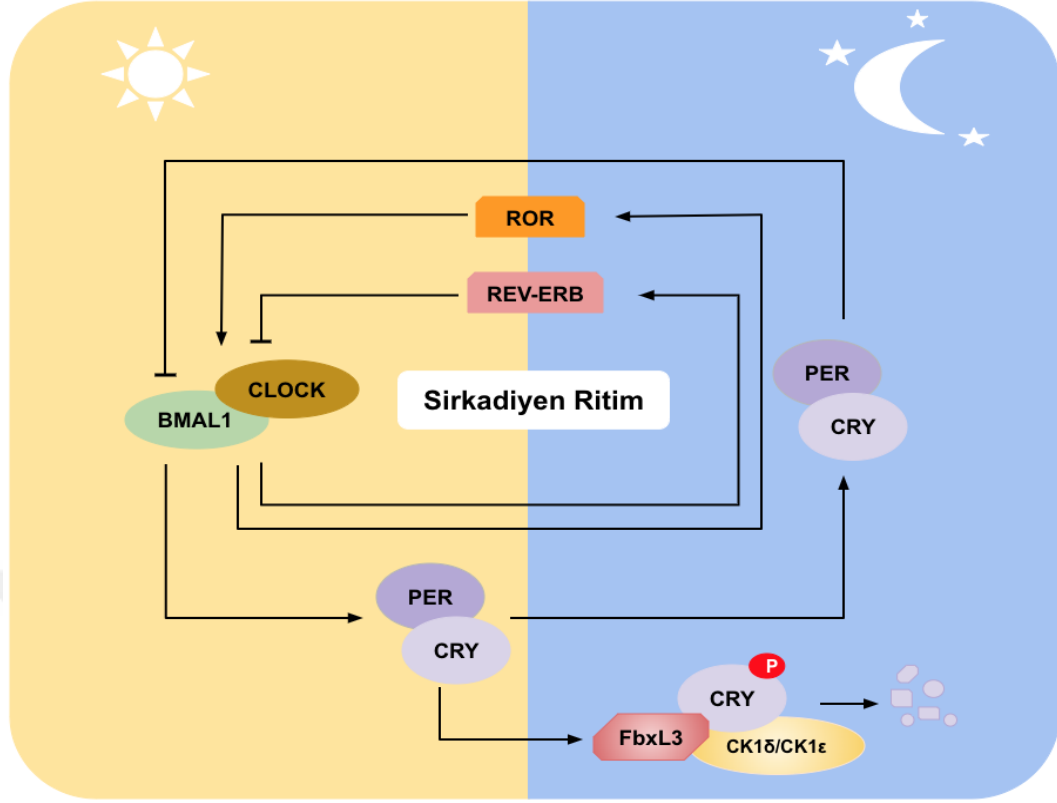 ROR
REV-ERB
CLOCK
BMAL1
Sirkadiyen Ritim
PER
CRY
PER
CRY
P
CRY
FbxL3
CK1δ/CK1ε